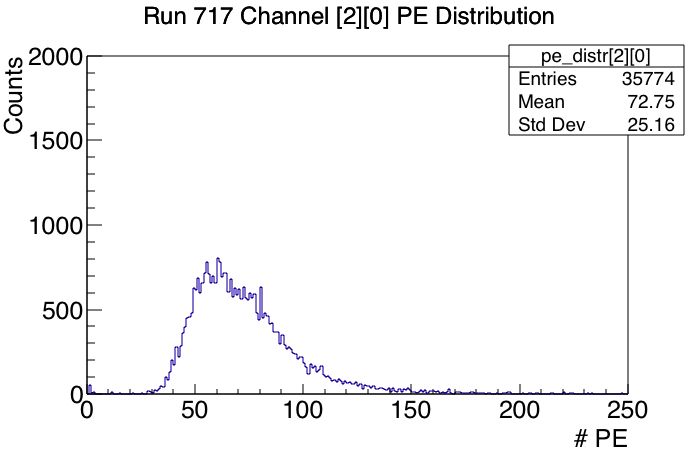 Run 717 Channel [2][0] PE Distribution
pe_distr[2][0]
Entries 35774
Mean 72.75
Std Dev 25.16
Counts
2000
1500
1000
500
0
0 50 100 150 200 250
# PE